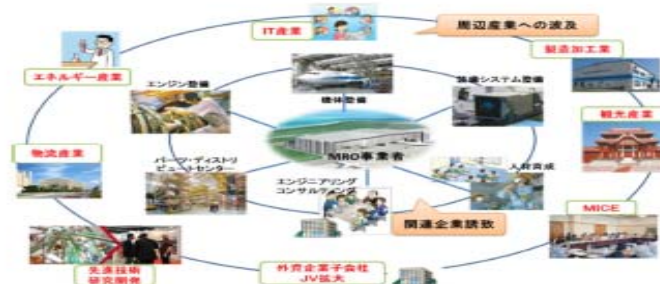 IT産業
周辺産業への波及
製造加工業
エネルギー産業
エンジン整備
機体整備
装備システム整備
観光産業
物流産業
パーツ・ディストリ
ビュートセンター
MRO事業者
エンジニアリング
コンサルティング
人材育成
関連企業誘致
MICE
先進技術
研究開発
外資企業子会社
JV拡大